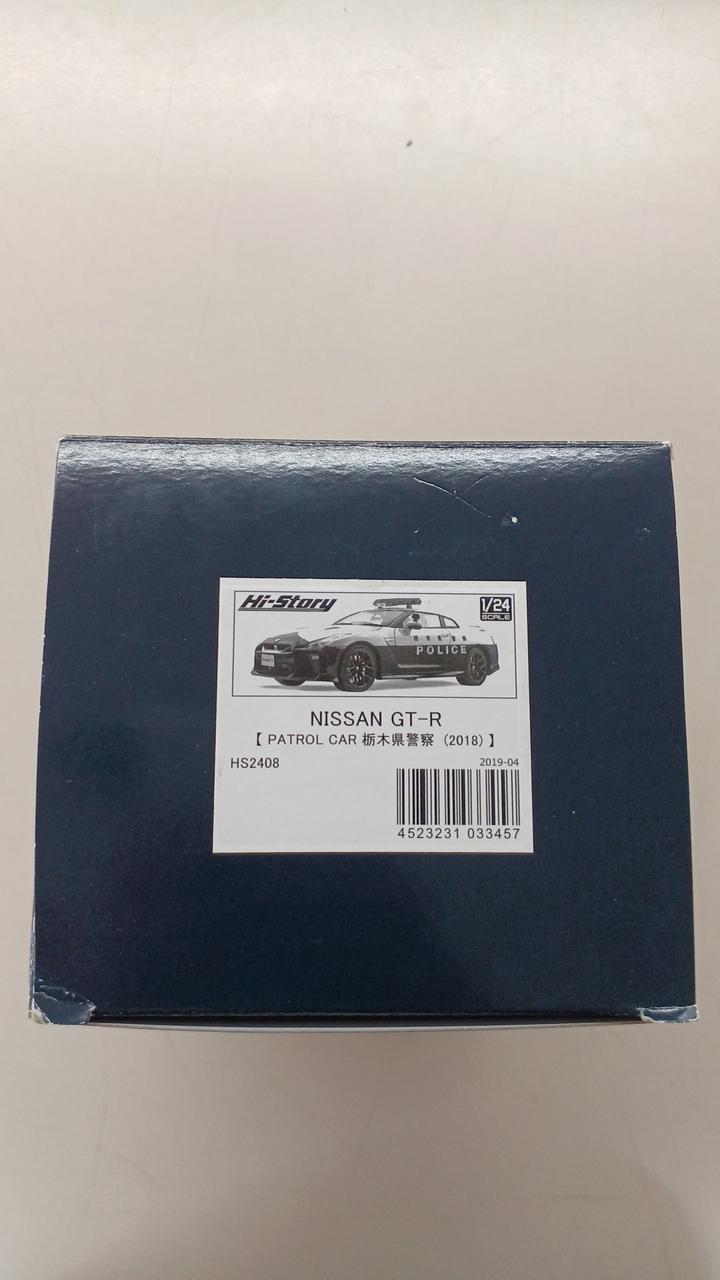 Hi-Story
1/24
SCALE
POLICE
NISSAN GT-R
【 PATROL CAR 栃木県警察 (2018) 】
HS2408
2019-04
4523231 033457